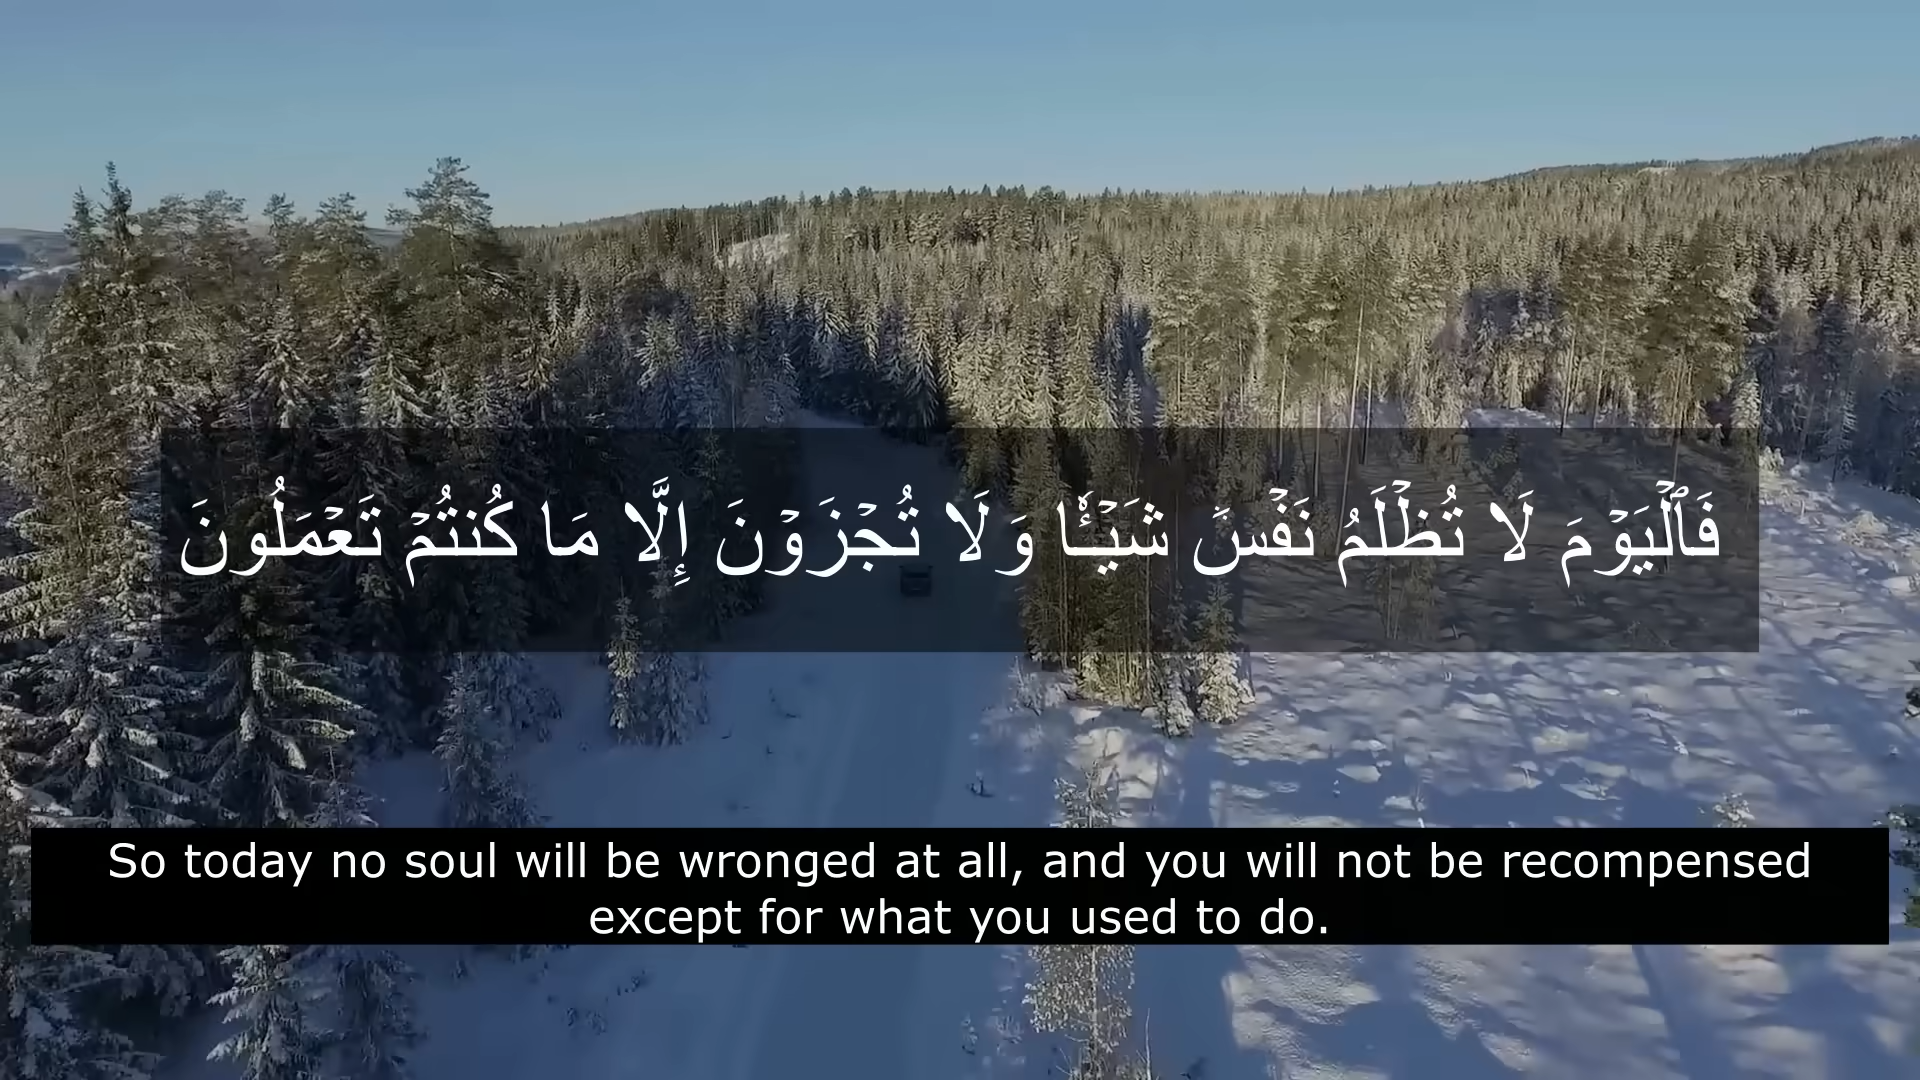 فَٱلۡيَوۡمَ لَا تُظۡلَمُ نَفۡسٞ شَيۡـٔٗا وَلَا تُجۡزَوۡنَ إِلَّا مَا كُنتُمۡ تَعۡمَلُونَ
So today no soul will be wronged at all, and you will not be recompensed
except for what you used to do.